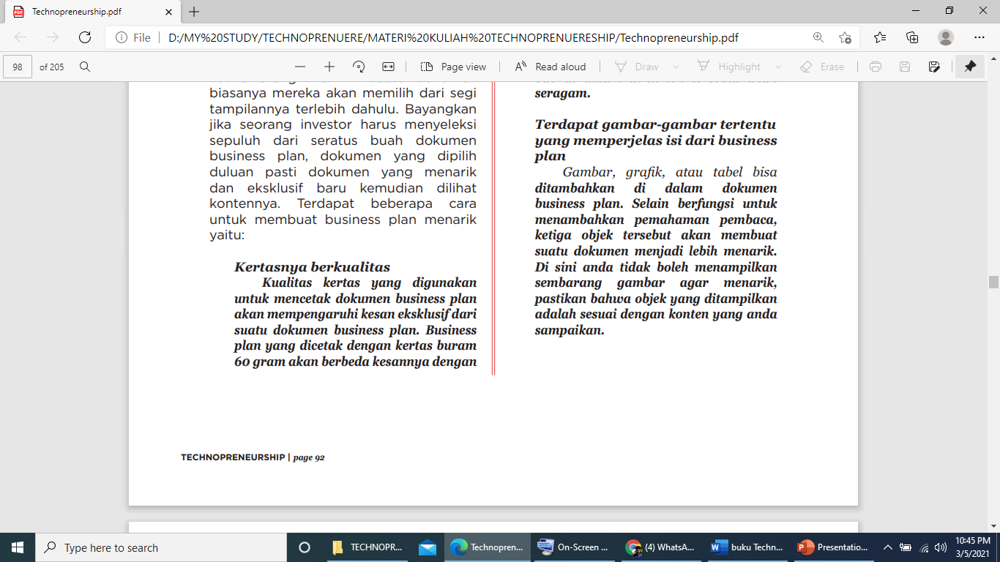 Technopreneurship.pdf
File
D:/MY%20STUDY/TECHNOPRENUERE/MATERI%20KULIAH%20TECHNOPRENUERESHIP/Technopreneurship.pdf
98 of 205
Page view
Read aloud
Draw
Highlight
Erase
biasanya mereka akan memilih dari segi
tampilannya terlebih dahulu. Bayangkan
jika seorang investor harus menyeleksi
sepuluh dari seratus buah dokumen
business plan, dokumen yang dipilih
duluan pasti dokumen yang menarik
dan eksklusif baru kemudian dilihat
kontennya. Terdapat beberapa cara
untuk membuat business plan menarik
yaitu:
Kertasnya berkualitas
Kualitas kertas yang digunakan
untuk mencetak dokumen business plan
akan mempengaruhi kesan eksklusif dari
suatu dokumen business plan. Business
plan yang dicetak dengan kertas buram
60 gram akan berbeda kesannya dengan
seragam.
Terdapat gambar-gambar tertentu
yang memperjelas isi dari business
plan
Gambar, grafik, atau tabel bisa
ditambahkan di dalam dokumen
business plan. Selain berfungsi untuk
menambahkan pemahaman pembaca,
ketiga objek tersebut akan membuat
suatu dokumen menjadi lebih menarik.
Di sini anda tidak boleh menampilkan
sembarang gambar agar menarik,
pastikan bahwa objek yang ditampilkan
adalah sesuai dengan konten yang anda
sampaikan.
TECHNOPRENEURSHIP | page 92
Type here to search
TECHNOPR...
Technopren...
On-Screen ...
(4) WhatsA...
buku Techn...
Presentatio...
10:45 PM
3/5/2021